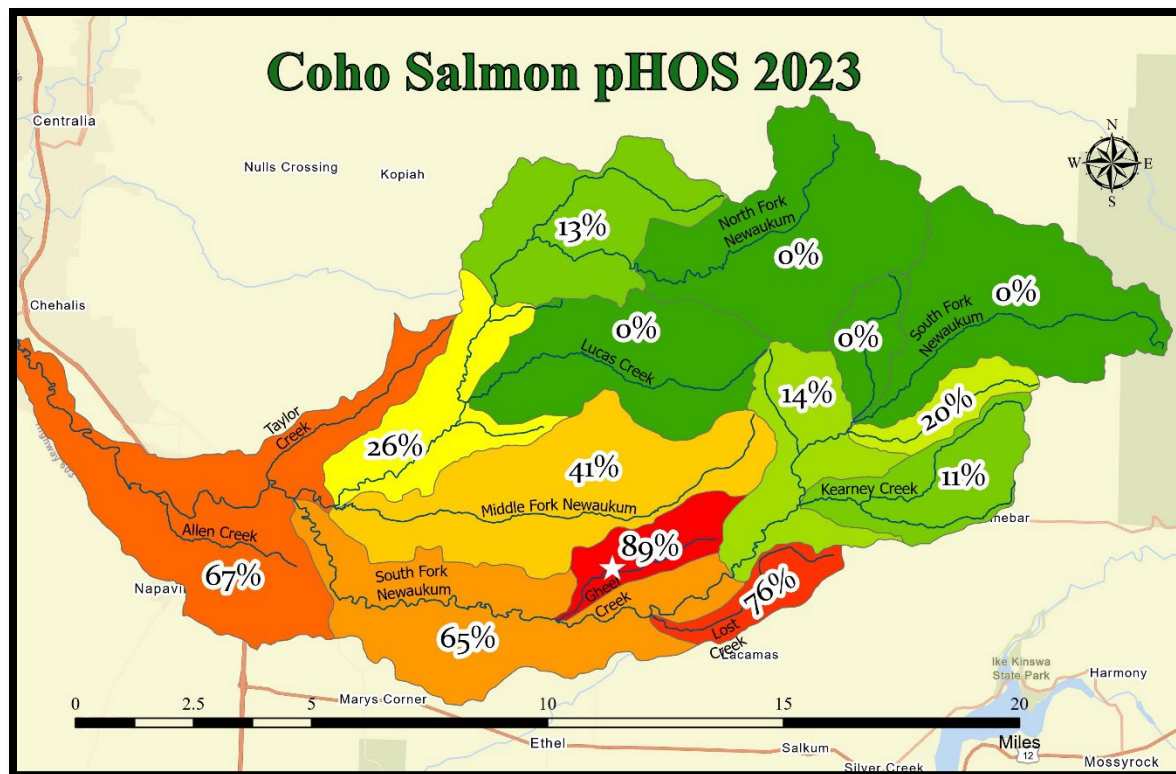 Coho Salmon pHOS 2023
Centralia
Nulls Crossing
Kopiah
N
W
E
S
13%
North Fork
Newaukum
0%
0%
South Fork
Newaukum
Chehalis
0%
Lucas Creek
0%
14%
20%
Taylor
Creek
26%
41%
Kearney Creek
11%
Highway 603
Middle Fork Newaukum
nebar
Allen Creek
89%
67%
South Fork
Newaukum
Gheer
Creek
76%
Napavi
65%
Lost
Creek
Lacamas
Ike Kinswa
State Park
Harmony
Marys Corner
0
2.5
5
10
15
20
Miles
Ethel
Salkum
12
Silver Creek
Mossyrock